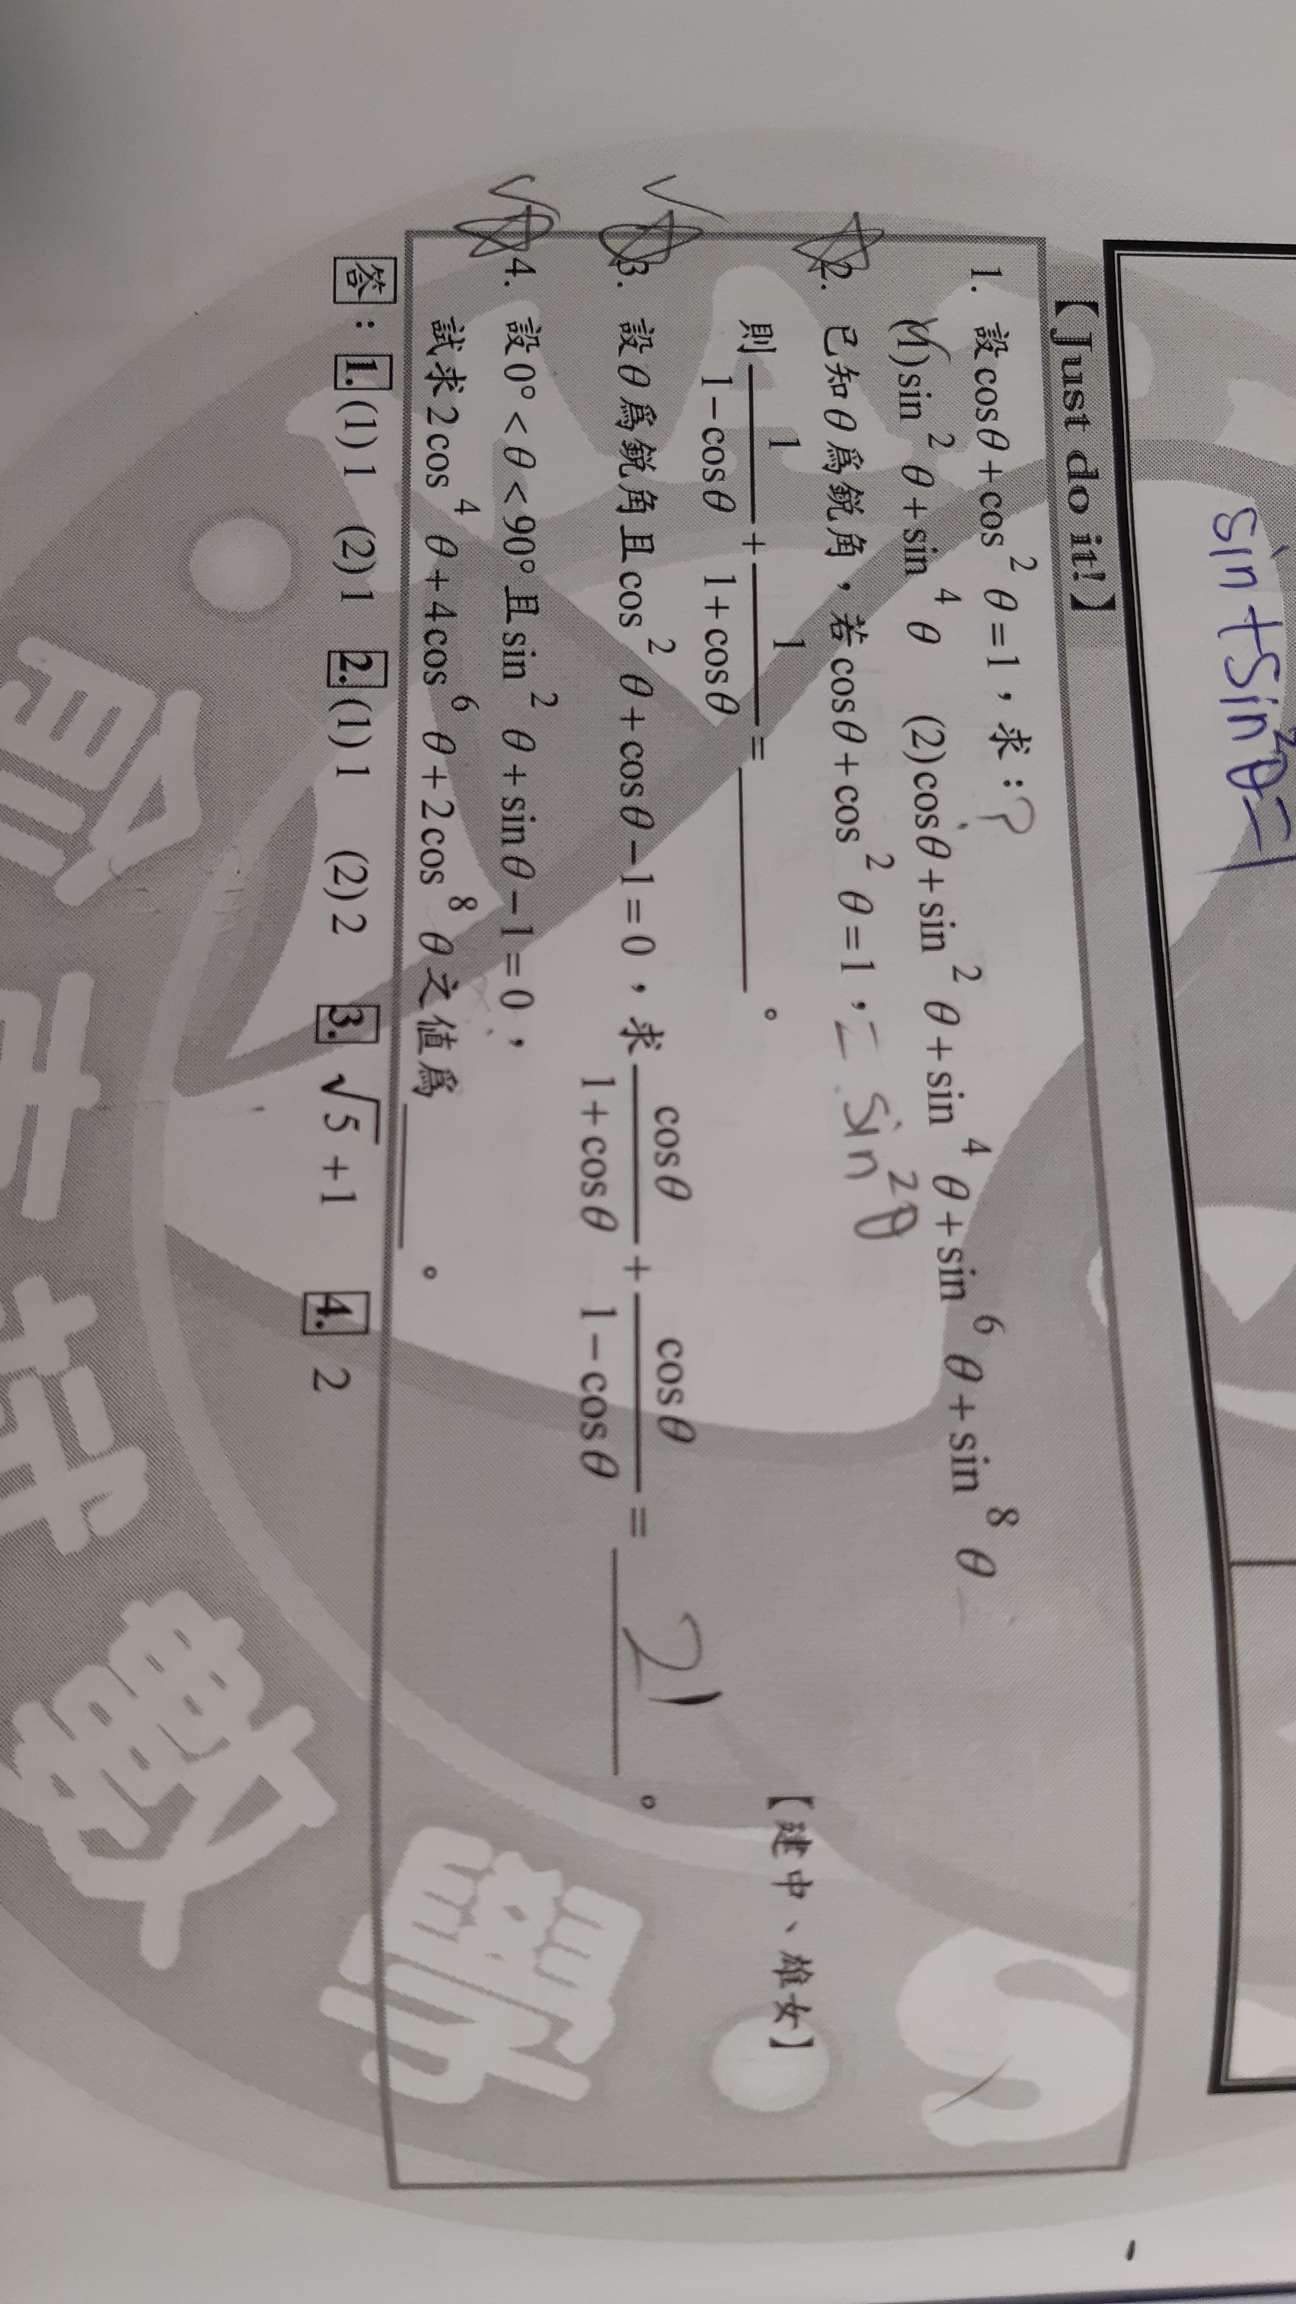 sin+sin²θ=1
【Just do it!】
1. 設cosθ+cos²θ=1，求：?
(1)sin²θ+sin⁴θ (2)cosθ+sin²θ+sin⁴θ+sin⁶θ+sin⁸θ
2. 已知θ為銳角，若cosθ+cos²θ=1，= sin²θ
則 1/(1-cosθ) + 1/(1+cosθ) = ______。 【建中、雄女】
3. 設θ為銳角且cos²θ+cosθ-1=0，求 cosθ/(1+cosθ) + cosθ/(1-cosθ) = 2。
4. 設0°<θ<90°且sin²θ+sinθ-1=0，
試求2cos⁴θ+4cos⁶θ+2cos⁸θ之值為______。
答：1.(1)1 (2)1 2.(1)1 (2)2 3. √5+1 4. 2